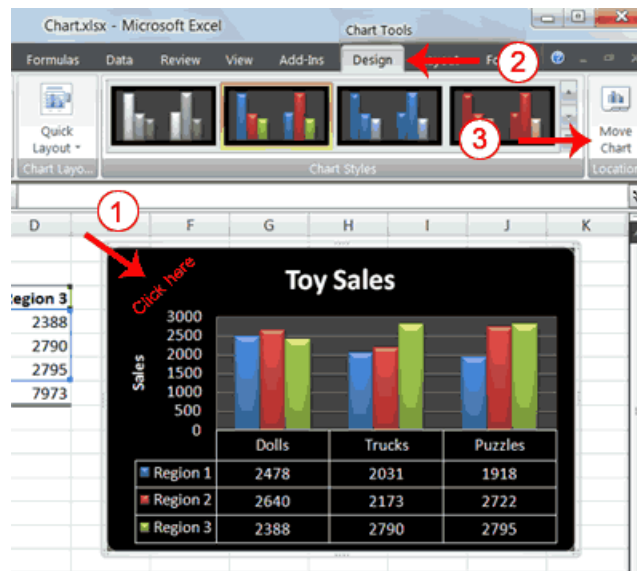 Chart.xlsx - Microsoft Excel
Chart Tools
Formulas Data Review View Add-Ins Design
2
Quick
Layout
3
Move
Chart
Chart Layo...
Chart Styles
Location
1
D F G H I J K
Click here
Toy Sales
egion 3
2388
2790
2795
7973
Sales
3000
2500
2000
1500
1000
500
0
Dolls Trucks Puzzles
Region 1 2478 2031 1918
Region 2 2640 2173 2722
Region 3 2388 2790 2795